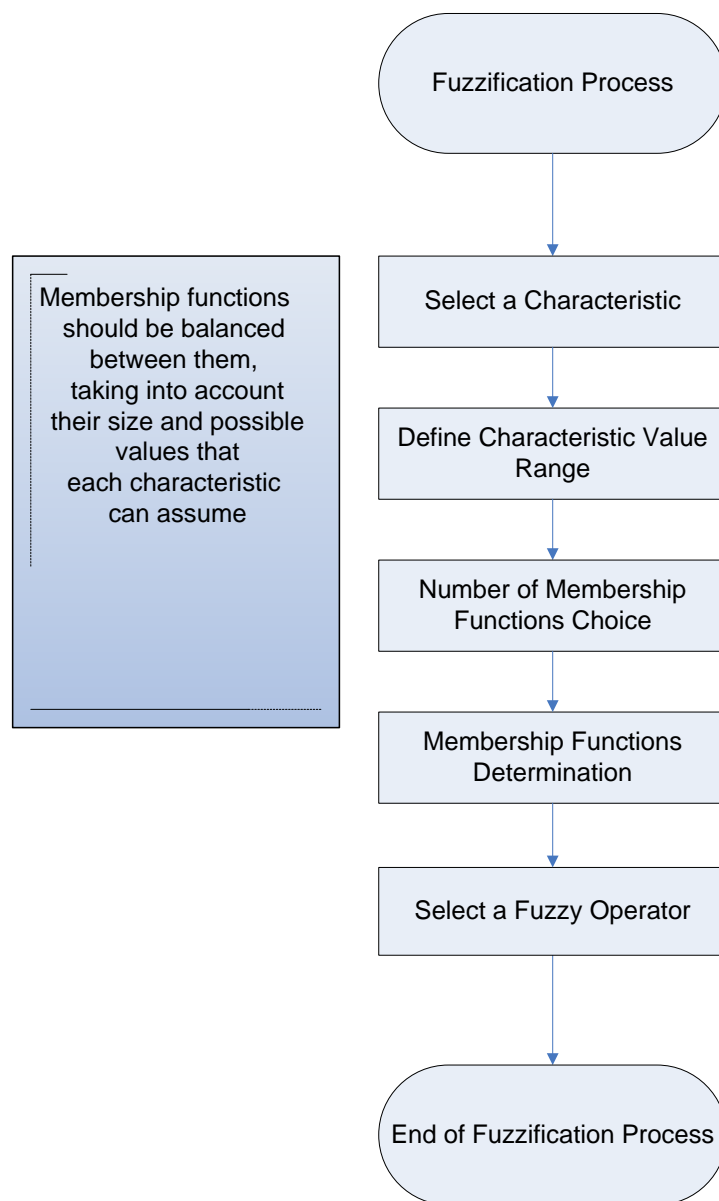 Fuzzification Process
Membership functions
should be balanced
between them,
taking into account
their size and possible
values that
each characteristic
can assume
Select a Characteristic
Define Characteristic Value
Range
Number of Membership
Functions Choice
Membership Functions
Determination
Select a Fuzzy Operator
End of Fuzzification Process